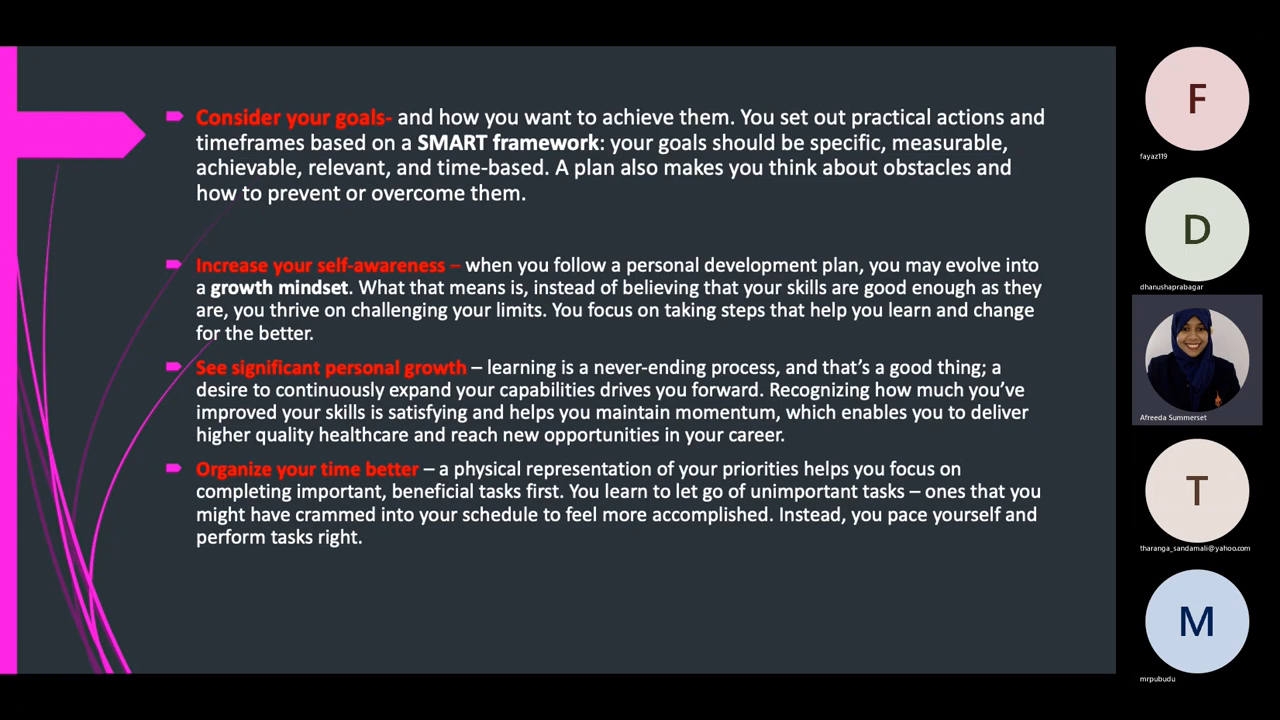 Consider your goals- and how you want to achieve them. You set out practical actions and
timeframes based on a SMART framework: your goals should be specific, measurable,
achievable, relevant, and time-based. A plan also makes you think about obstacles and
how to prevent or overcome them.
Increase your self-awareness – when you follow a personal development plan, you may evolve into
a growth mindset. What that means is, instead of believing that your skills are good enough as they
are, you thrive on challenging your limits. You focus on taking steps that help you learn and change
for the better.
See significant personal growth – learning is a never-ending process, and that's a good thing; a
desire to continuously expand your capabilities drives you forward. Recognizing how much you've
improved your skills is satisfying and helps you maintain momentum, which enables you to deliver
higher quality healthcare and reach new opportunities in your career.
Organize your time better – a physical representation of your priorities helps you focus on
completing important, beneficial tasks first. You learn to let go of unimportant tasks – ones that you
might have crammed into your schedule to feel more accomplished. Instead, you pace yourself and
perform tasks right.
F
fayaz119
D
dhanushaprabagar
Afreeda Summerset
T
tharanga_sandamali@yahoo.com
M
mrpubudu